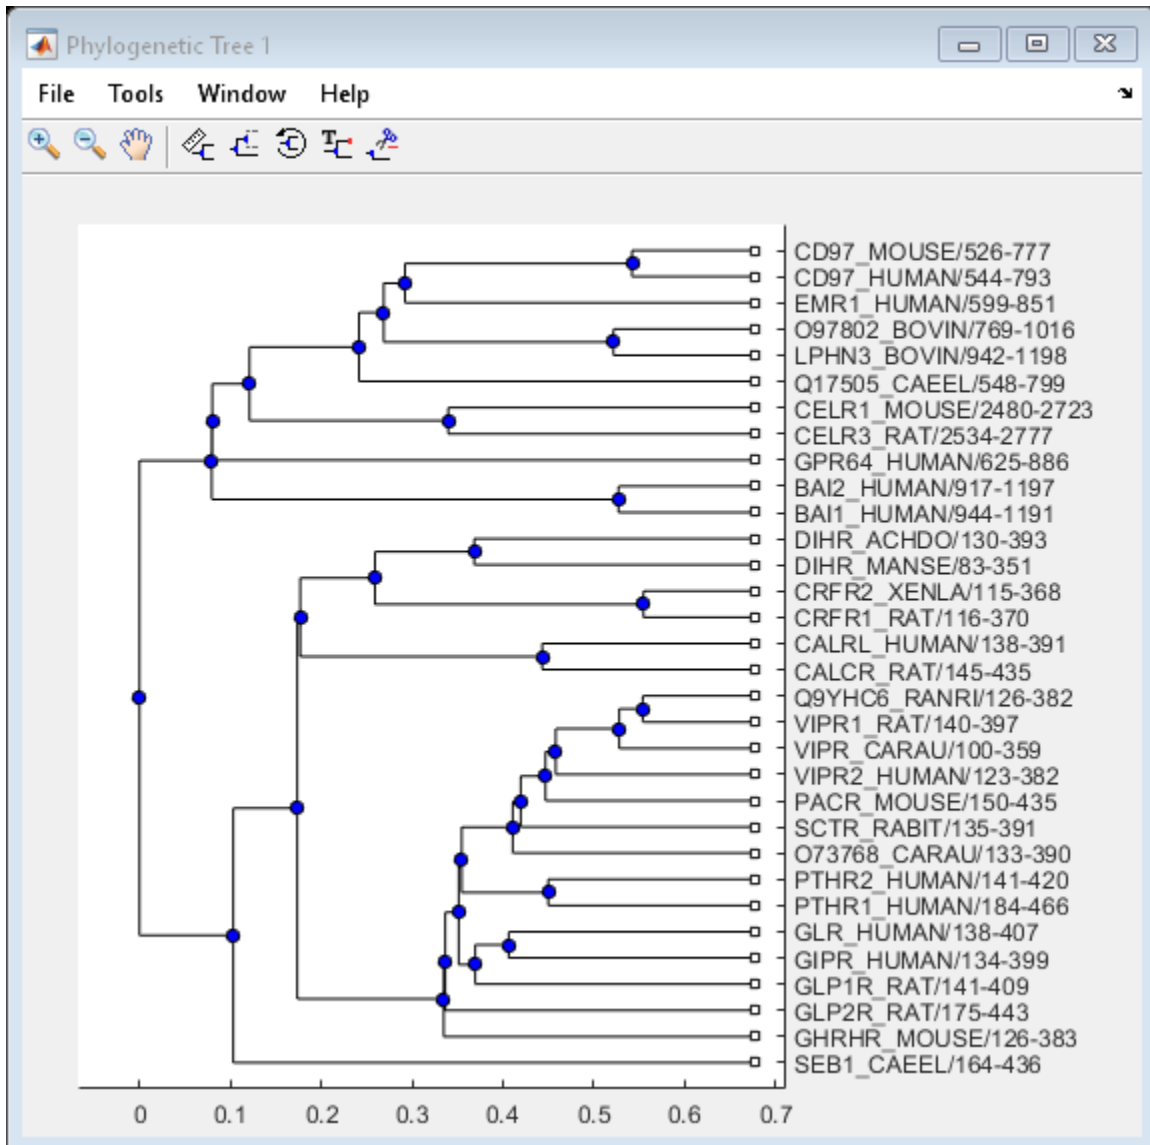 Phylogenetic Tree 1
File Tools Window Help
T
CD97_MOUSE/526-777
CD97_HUMAN/544-793
EMR1_HUMAN/599-851
O97802_BOVIN/769-1016
LPHN3_BOVIN/942-1198
Q17505_CAEEL/548-799
CELR1_MOUSE/2480-2723
CELR3_RAT/2534-2777
GPR64_HUMAN/625-886
BAI2_HUMAN/917-1197
BAI1_HUMAN/944-1191
DIHR_ACHDO/130-393
DIHR_MANSE/83-351
CRFR2_XENLA/115-368
CRFR1_RAT/116-370
CALRL_HUMAN/138-391
CALCR_RAT/145-435
Q9YHC6_RANRI/126-382
VIPR1_RAT/140-397
VIPR_CARAU/100-359
VIPR2_HUMAN/123-382
PACR_MOUSE/150-435
SCTR_RABIT/135-391
O73768_CARAU/133-390
PTHR2_HUMAN/141-420
PTHR1_HUMAN/184-466
GLR_HUMAN/138-407
GIPR_HUMAN/134-399
GLP1R_RAT/141-409
GLP2R_RAT/175-443
GHRHR_MOUSE/126-383
SEB1_CAEEL/164-436
0 0.1 0.2 0.3 0.4 0.5 0.6 0.7